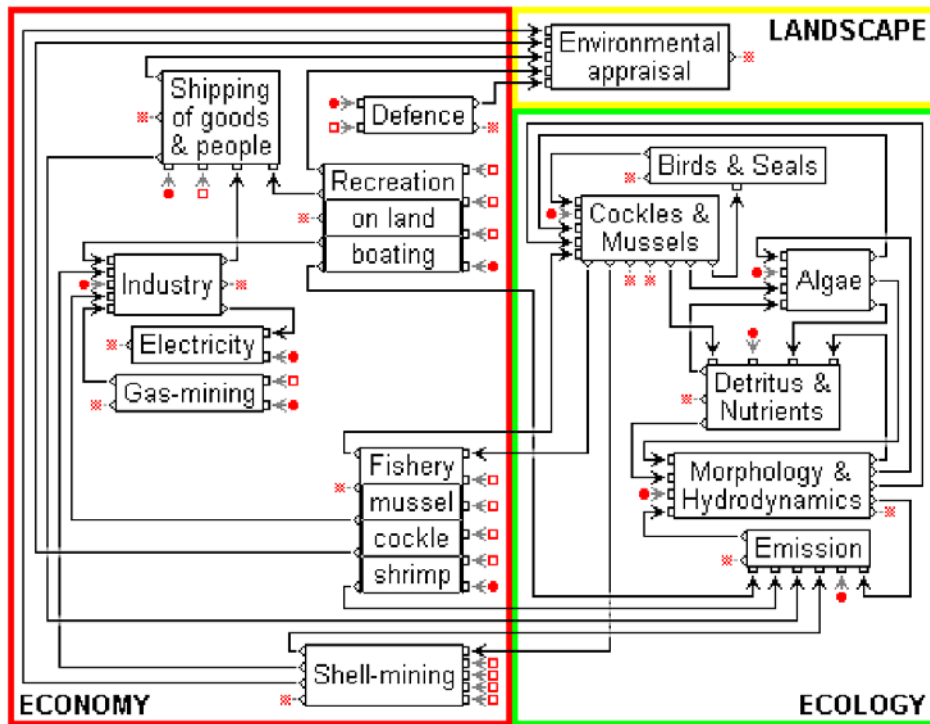 LANDSCAPE
Environmental
appraisal
Shipping
of goods
& people
Defence
Recreation
on land
boating
Industry
Electricity
Gas-mining
Fishery
mussel
cockle
shrimp
Shell-mining
ECONOMY
Birds & Seals
Cockles &
Mussels
Algae
Detritus &
Nutrients
Morphology &
Hydrodynamics
Emission
ECOLOGY